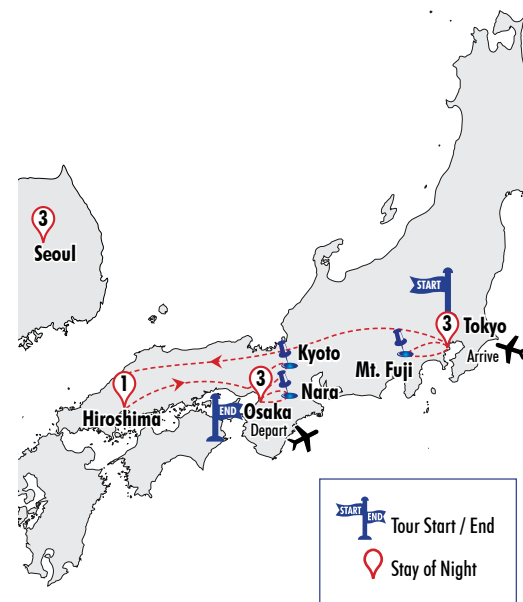 3
Seoul
START
3
Tokyo
Arrive
Mt. Fuji
Kyoto
1
3
Nara
Hiroshima
END
Osaka
Depart
START
END
Tour Start / End
Stay of Night